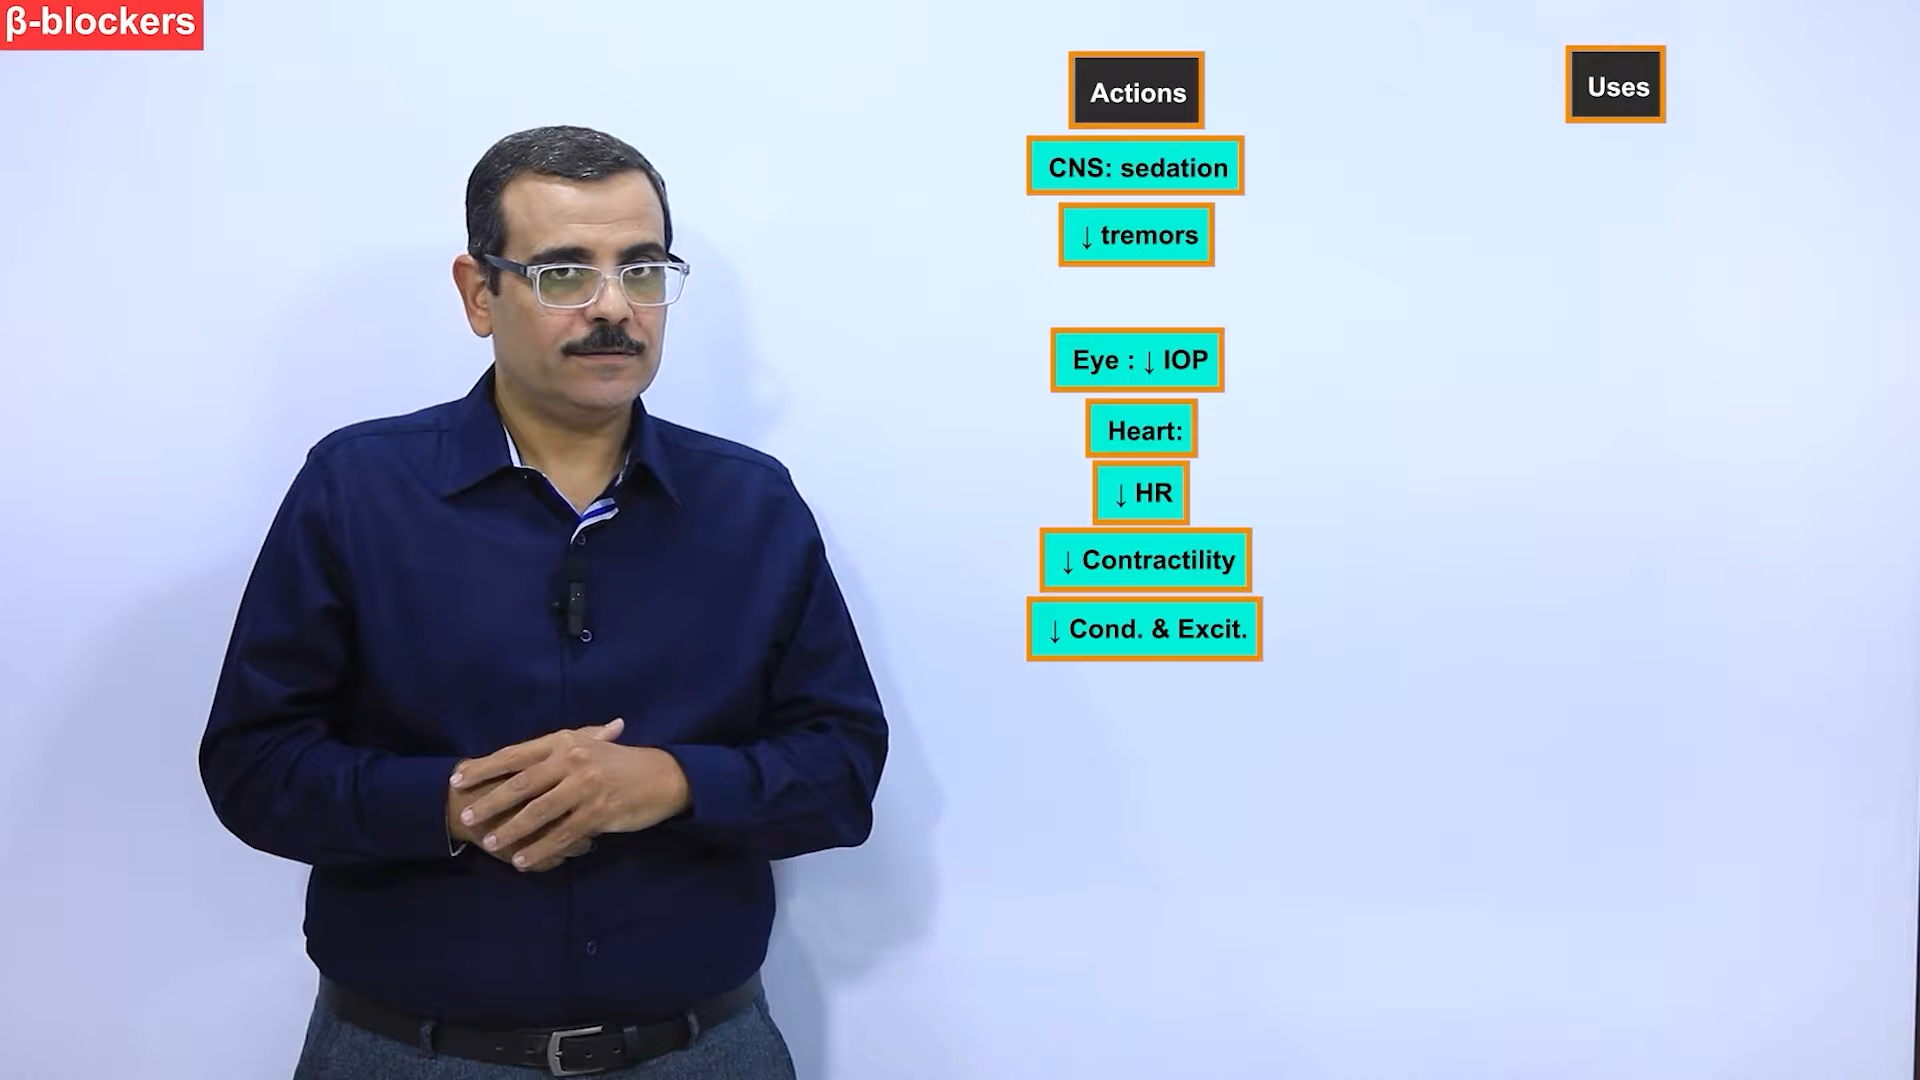 β-blockers
Actions
Uses
CNS: sedation
↓ tremors
Eye : ↓ IOP
Heart:
↓ HR
↓ Contractility
↓ Cond. & Excit.